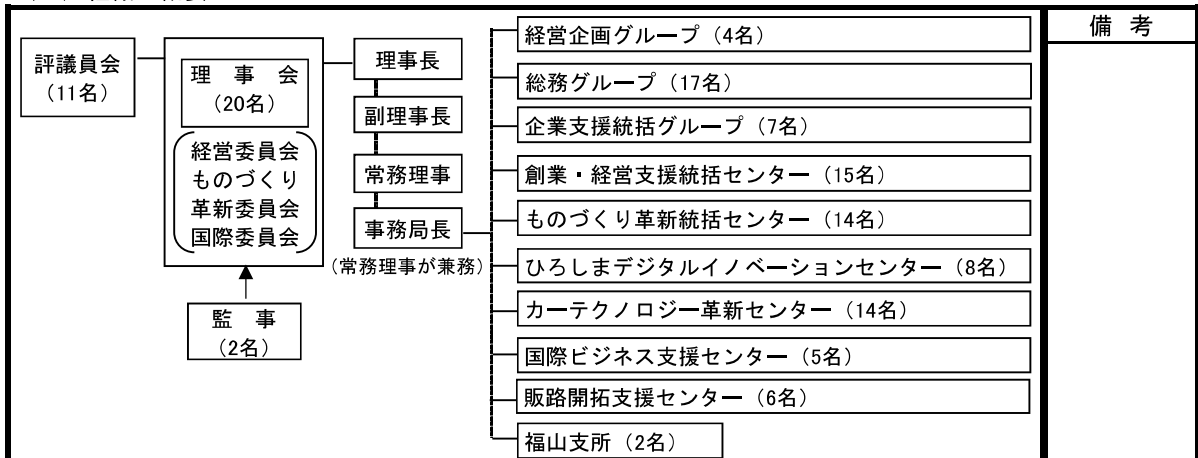 備 考
評議員会
(11名)
理 事 会
(20名)
経営委員会
ものづくり
革新委員会
国際委員会
監 事
(2名)
理事長
副理事長
常務理事
事務局長
(常務理事が兼務)
経営企画グループ (4名)
総務グループ (17名)
企業支援統括グループ (7名)
創業・経営支援統括センター (15名)
ものづくり革新統括センター (14名)
ひろしまデジタルイノベーションセンター (8名)
カーテクノロジー革新センター (14名)
国際ビジネス支援センター (5名)
販路開拓支援センター (6名)
福山支所 (2名)